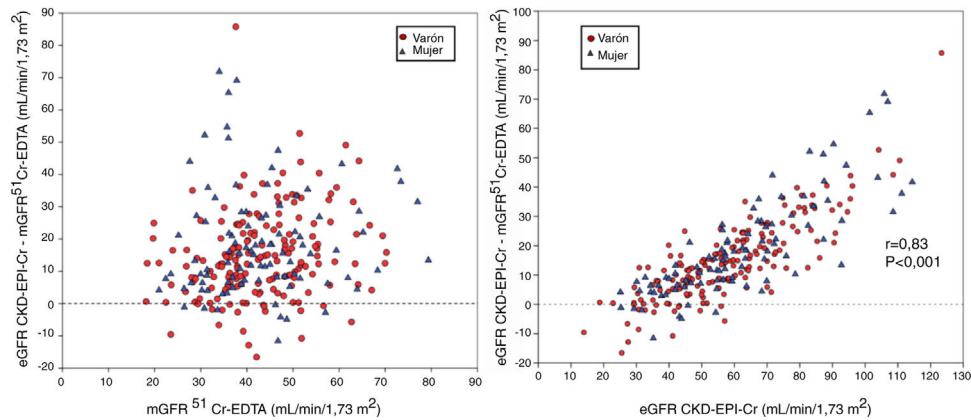 90
80
70
60
50
40
30
20
10
0
-10
-20
eGFR CKD-EPI-Cr - mGFR⁵¹Cr-EDTA (mL/min/1,73 m²)
Varón
Mujer
0 10 20 30 40 50 60 70 80 90
mGFR ⁵¹ Cr-EDTA (mL/min/1,73 m²)
100
90
80
70
60
50
40
30
20
10
0
-10
-20
eGFR CKD-EPI-Cr - mGFR⁵¹Cr-EDTA (mL/min/1,73 m²)
Varón
Mujer
r=0,83
P<0,001
0 10 20 30 40 50 60 70 80 90 100 110 120 130
eGFR CKD-EPI-Cr (mL/min/1,73 m²)